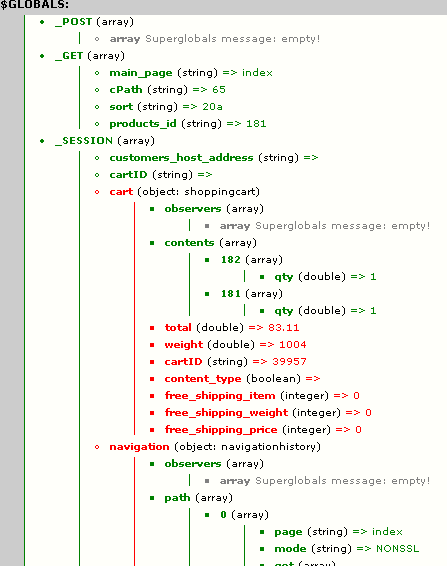 $GLOBALS:
_POST (array)
array Superglobals message: empty!
_GET (array)
main_page (string) => index
cPath (string) => 65
sort (string) => 20a
products_id (string) => 181
_SESSION (array)
customers_host_address (string) =>
cartID (string) =>
cart (object: shoppingcart)
observers (array)
array Superglobals message: empty!
contents (array)
182 (array)
qty (double) => 1
181 (array)
qty (double) => 1
total (double) => 83.11
weight (double) => 1004
cartID (string) => 39957
content_type (boolean) =>
free_shipping_item (integer) => 0
free_shipping_weight (integer) => 0
free_shipping_price (integer) => 0
navigation (object: navigationhistory)
observers (array)
array Superglobals message: empty!
path (array)
0 (array)
page (string) => index
mode (string) => NONSSL
get (array)